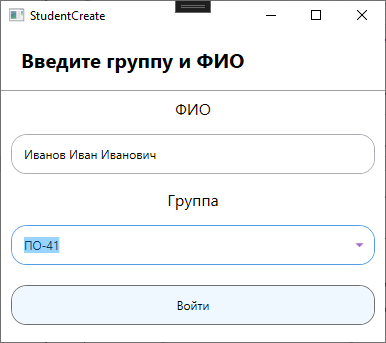 StudentCreate
Введите группу и ФИО
ФИО
Иванов Иван Иванович
Группа
ПО-41
Войти